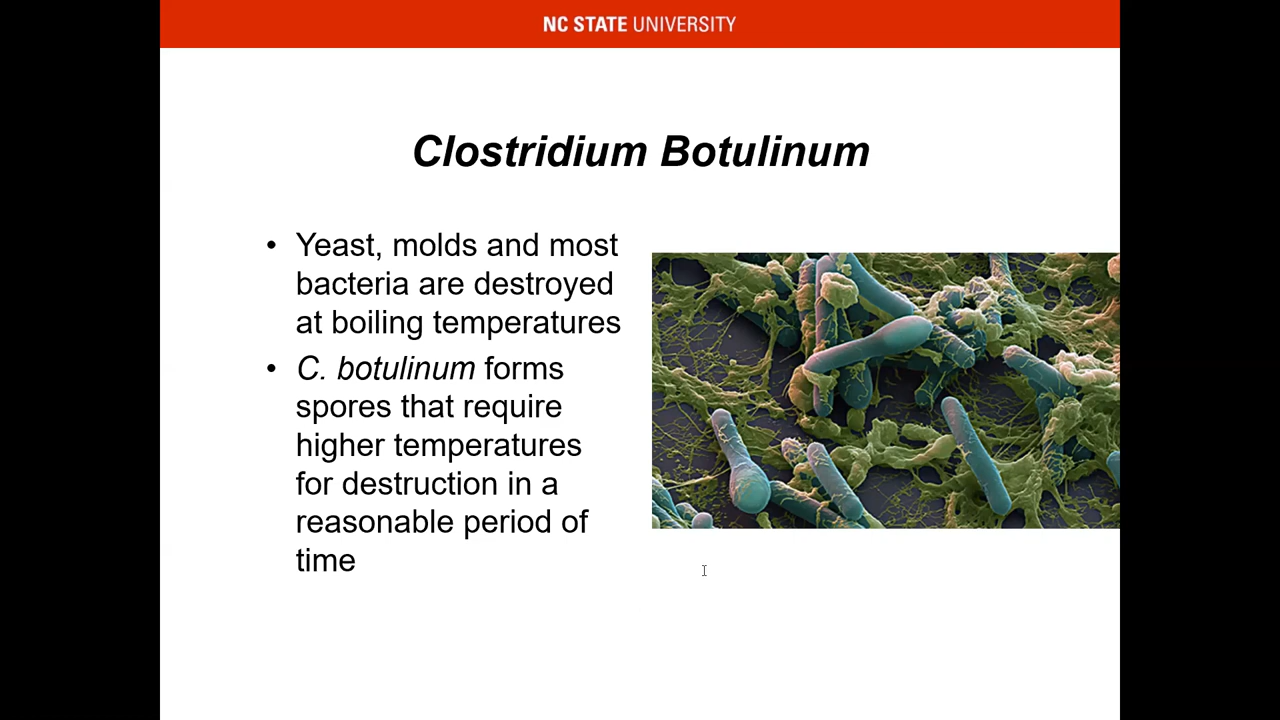 NC STATE UNIVERSITY
Clostridium Botulinum
• Yeast, molds and most
bacteria are destroyed
at boiling temperatures
• C. botulinum forms
spores that require
higher temperatures
for destruction in a
reasonable period of
time